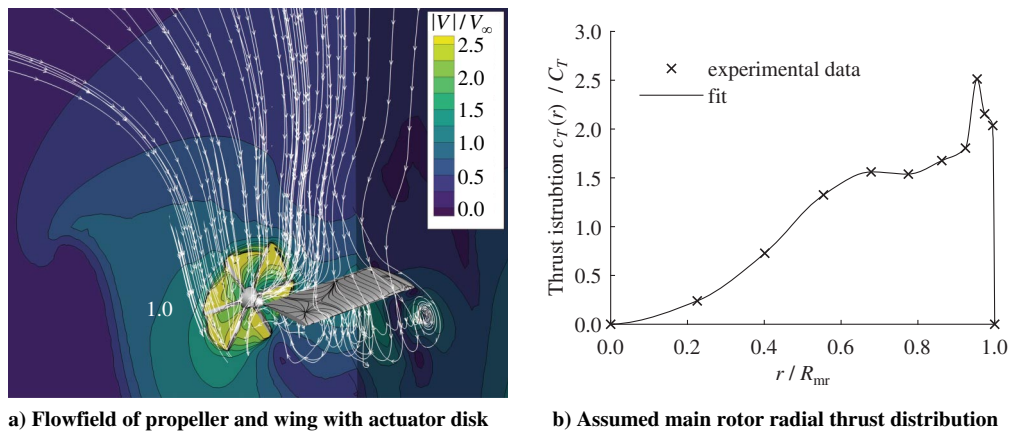 |V| / V∞
2.5
2.0
1.5
1.0
0.5
0.0
1.0
a) Flowfield of propeller and wing with actuator disk
Thrust istrubtion c_T(r) / C_T
3.0
2.5
2.0
1.5
1.0
0.5
0.0
× experimental data
fit
0.0 0.2 0.4 0.6 0.8 1.0
r / R_mr
b) Assumed main rotor radial thrust distribution